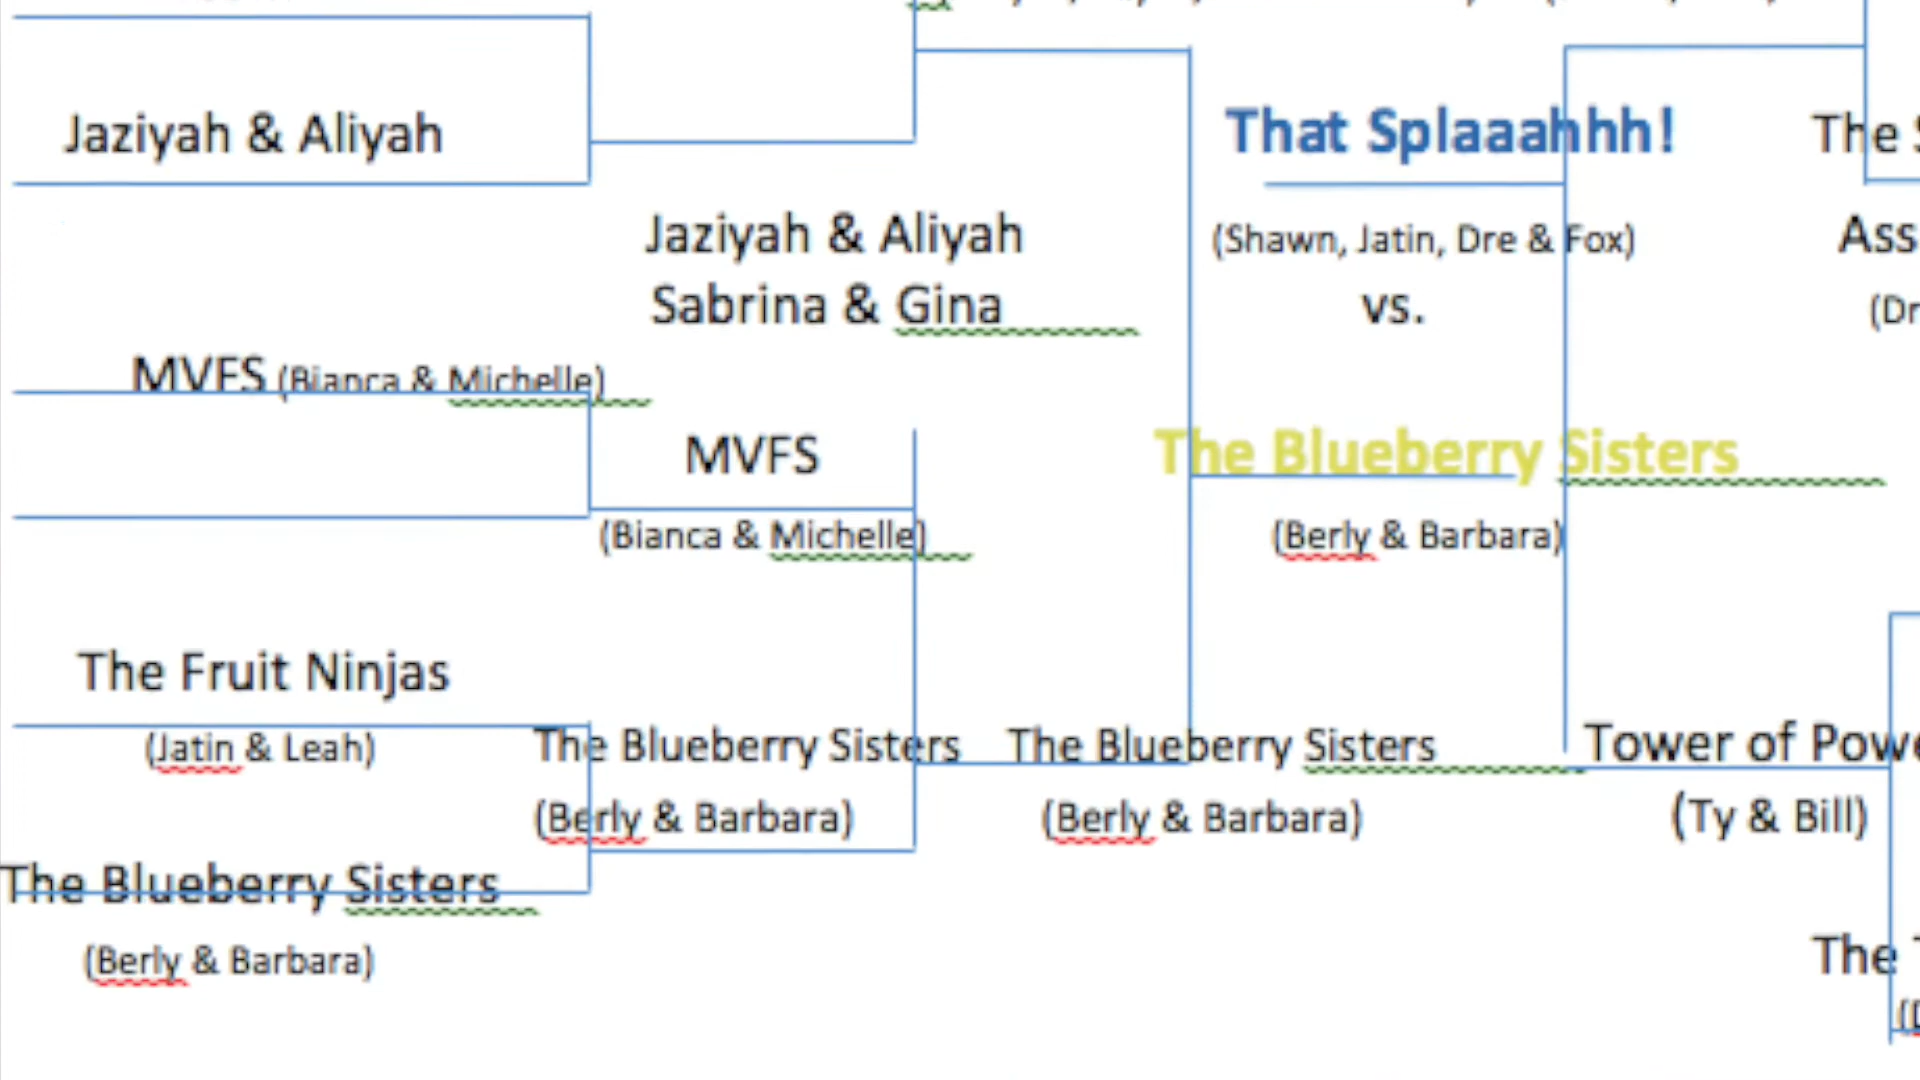 Jaziyah & Aliyah
That Splaaahhh!
The
Jaziyah & Aliyah
(Shawn, Jatin, Dre & Fox)
Sabrina & Gina
vs.
MVFS (Bianca & Michelle)
MVFS
The Blueberry Sisters
(Bianca & Michelle)
(Berly & Barbara)
The Fruit Ninjas
(Jatin & Leah)
The Blueberry Sisters
The Blueberry Sisters
Tower of
(Berly & Barbara)
(Berly & Barbara)
(Ty & Bill)
The Blueberry Sisters
(Berly & Barbara)
The